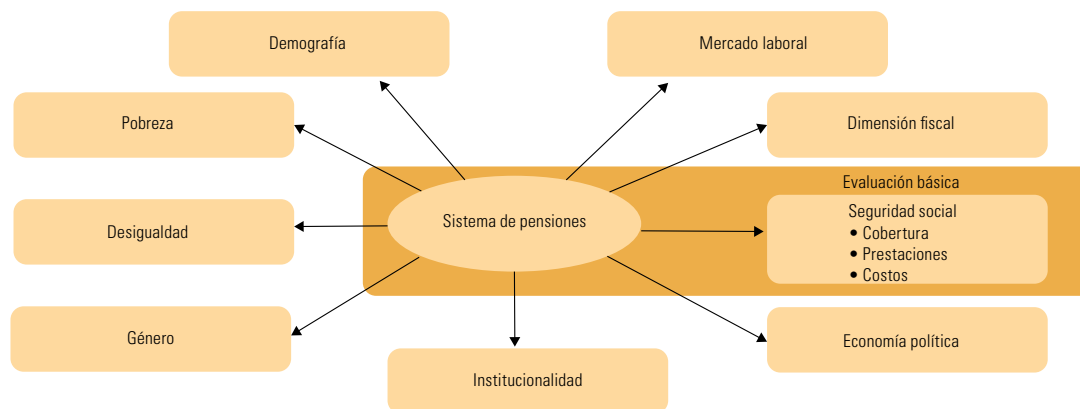 Demografía
Mercado laboral
Pobreza
Dimensión fiscal
Evaluación básica
Desigualdad
Sistema de pensiones
Seguridad social
• Cobertura
• Prestaciones
• Costos
Género
Economía política
Institucionalidad